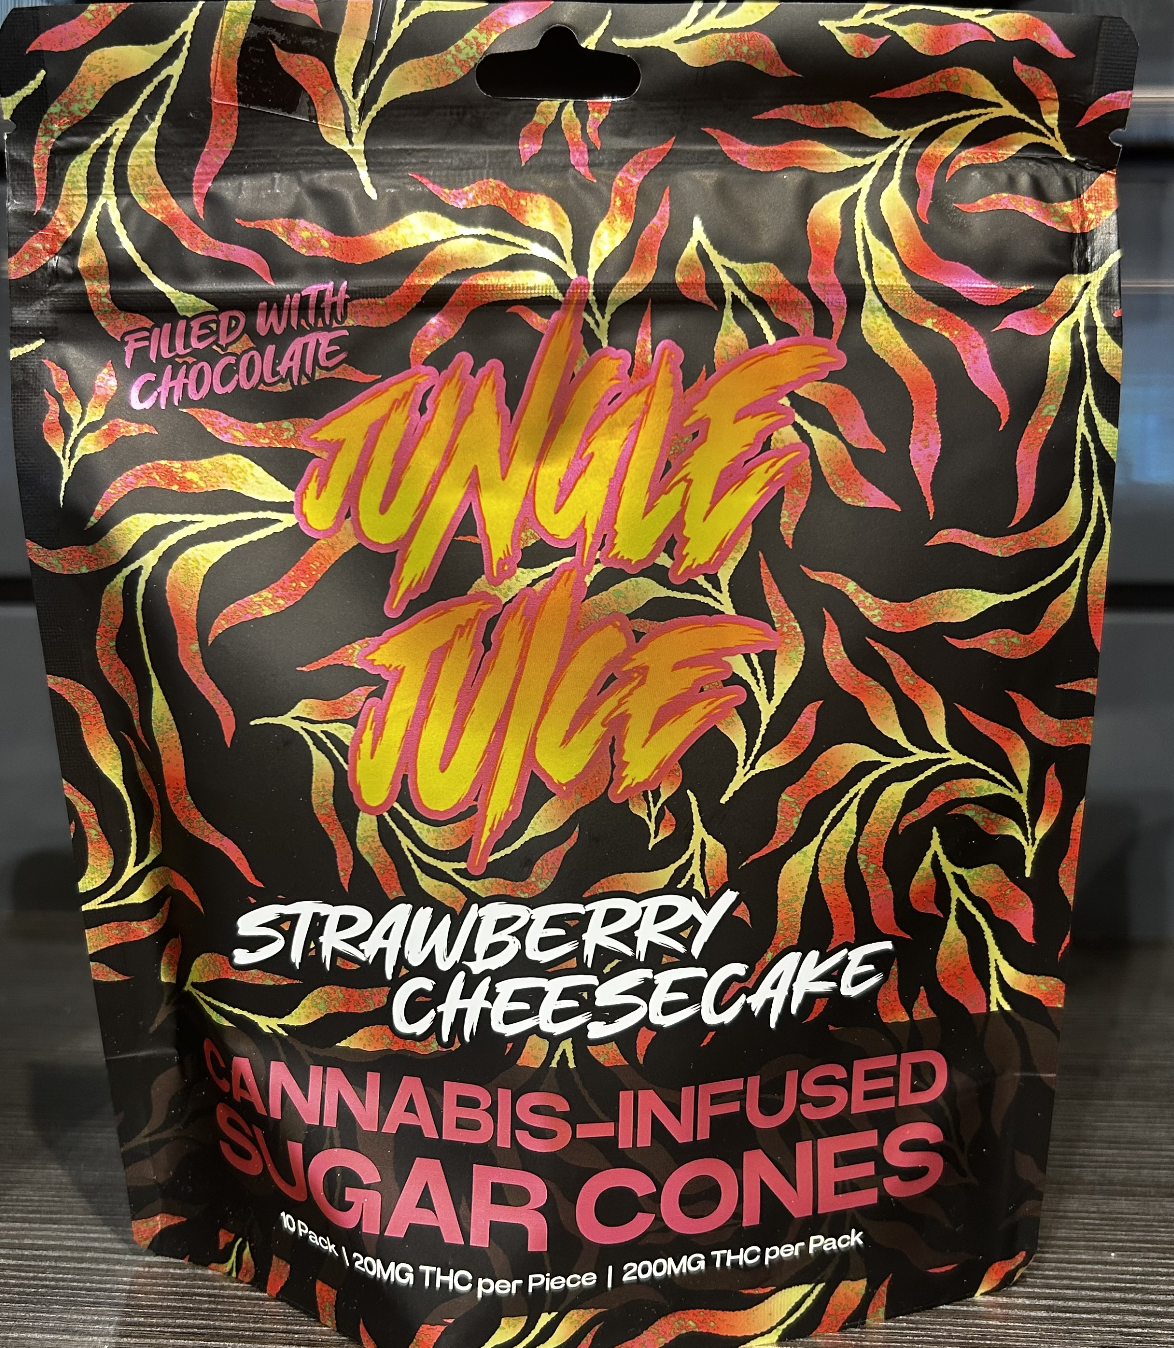 FILLED WITH
CHOCOLATE
JUNGLE
JUICE
STRAWBERRY
CHEESECAKE
CANNABIS-INFUSED
SUGAR CONES
10 Pack | 20MG THC per Piece | 200MG THC per Pack